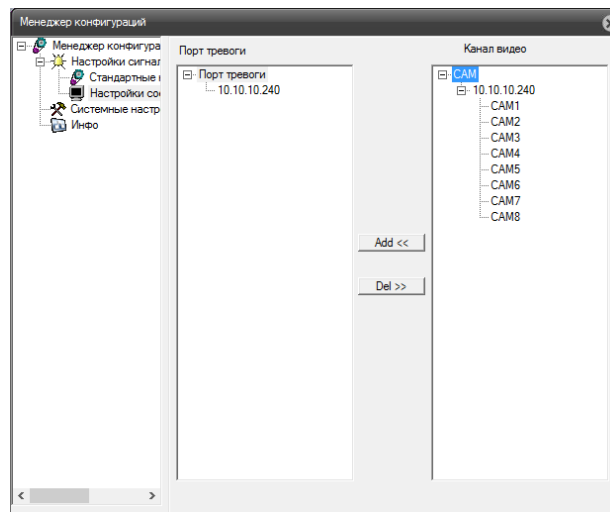 Менеджер конфигураций
Менеджер конфигура
Настройки сигнал
Стандартные
Настройки соо
Системные настр
Инфо
Порт тревоги
Порт тревоги
10.10.10.240
Add <<
Del >>
Канал видео
CAM
10.10.10.240
CAM1
CAM2
CAM3
CAM4
CAM5
CAM6
CAM7
CAM8